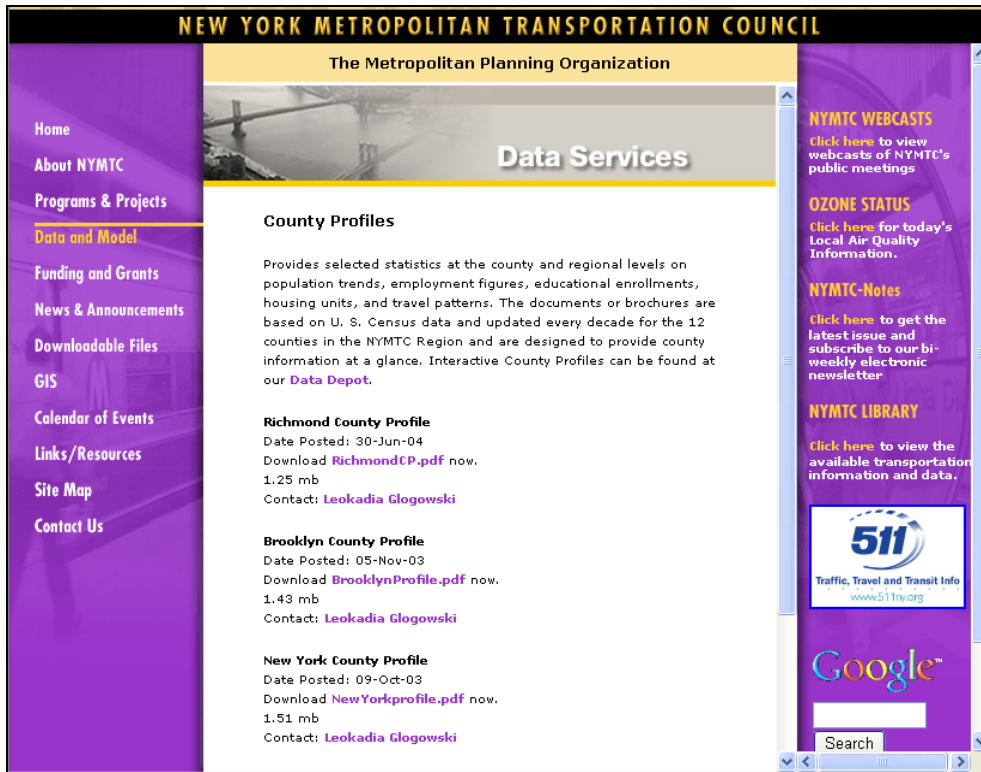 NEW YORK METROPOLITAN TRANSPORTATION COUNCIL
The Metropolitan Planning Organization
Home
About NYMTC
Programs & Projects
Data and Model
Funding and Grants
News & Announcements
Downloadable Files
GIS
Calendar of Events
Links/Resources
Site Map
Contact Us
Data Services
County Profiles
Provides selected statistics at the county and regional levels on
population trends, employment figures, educational enrollments,
housing units, and travel patterns. The documents or brochures are
based on U. S. Census data and updated every decade for the 12
counties in the NYMTC Region and are designed to provide county
information at a glance. Interactive County Profiles can be found at
our Data Depot.
Richmond County Profile
Date Posted: 30-Jun-04
Download RichmondCP.pdf now.
1.25 mb
Contact: Leokadia Glogowski
Brooklyn County Profile
Date Posted: 05-Nov-03
Download BrooklynProfile.pdf now.
1.43 mb
Contact: Leokadia Glogowski
New York County Profile
Date Posted: 09-Oct-03
Download NewYorkprofile.pdf now.
1.51 mb
Contact: Leokadia Glogowski
NYMTC WEBCASTS
Click here to view
webcasts of NYMTC's
public meetings
OZONE STATUS
Click here for today's
Local Air Quality
Information.
NYMTC-Notes
Click here to get the
latest issue and
subscribe to our bi-
weekly electronic
newsletter
NYMTC LIBRARY
Click here to view the
available transportation
information and data.
511
Traffic, Travel and Transit Info
www.511ny.org
Google™
Search